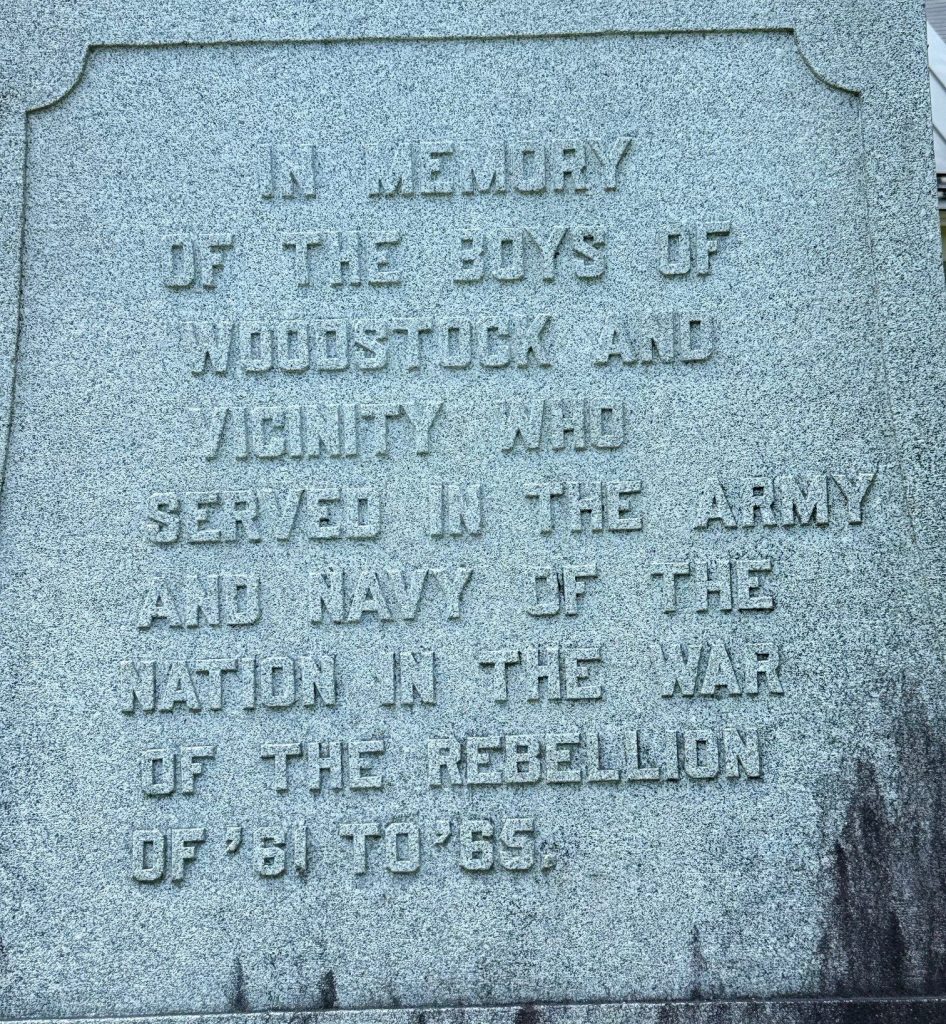 IN MEMORY
OF THE BOYS OF
WOODSTOCK AND
VICINITY WHO
SERVED IN THE ARMY
AND NAVY OF THE
NATION IN THE WAR
OF THE REBELLION
OF '61 TO '65.